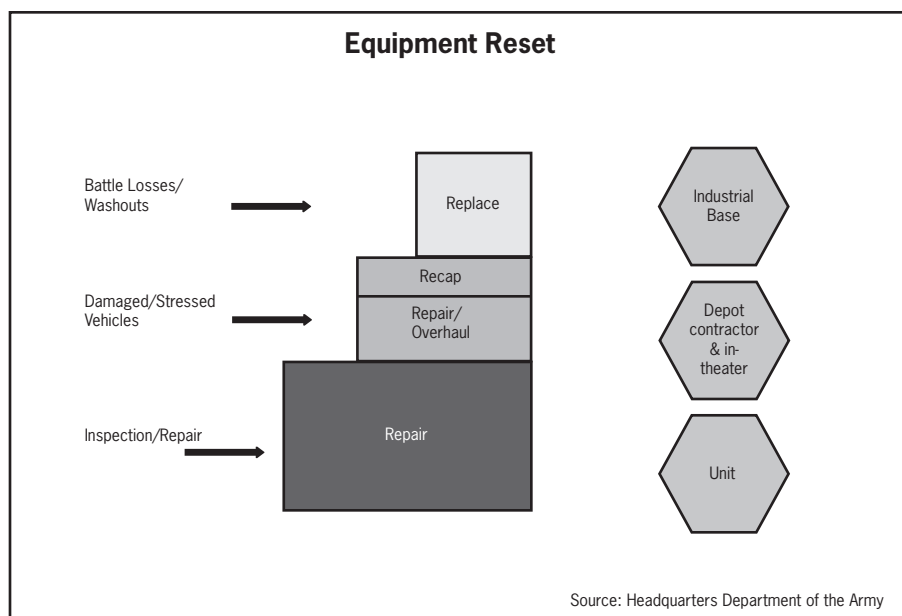 Equipment Reset
Battle Losses/
Washouts
Replace
Industrial
Base
Recap
Damaged/Stressed
Vehicles
Repair/
Overhaul
Depot
contractor
& in-
theater
Inspection/Repair
Repair
Unit
Source: Headquarters Department of the Army